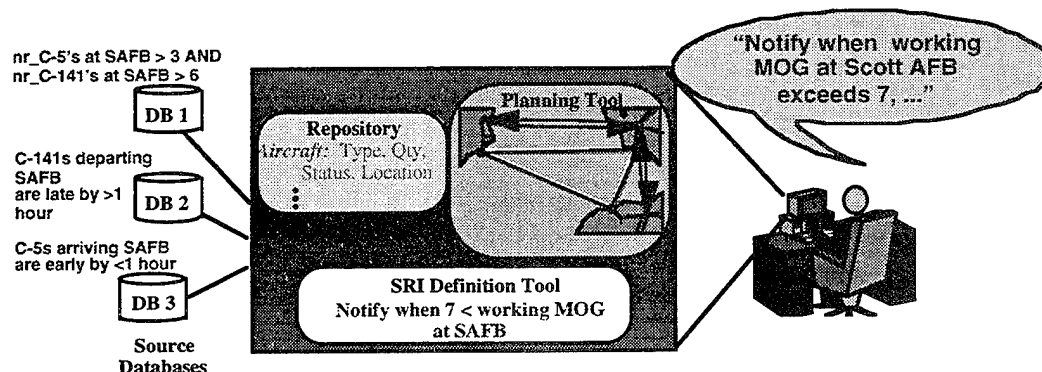 nr_C-5's at SAFB > 3 AND
nr_C-141's at SAFB > 6
DB 1
C-141s departing
SAFB
are late by >1
hour
DB 2
C-5s arriving SAFB
are early by <1 hour
DB 3
Source
Databases
Repository
Aircraft: Type, Qty,
Status, Location
Planning Tool
SRI Definition Tool
Notify when 7 < working MOG
at SAFB
“Notify when working
MOG at Scott AFB
exceeds 7, ...”